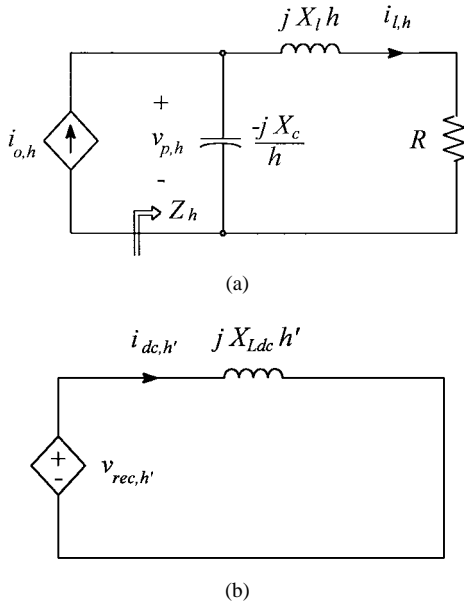 j X_l h
i_{l,h}
+
i_{o,h}
v_{p,h}
-j X_c
h
R
-
Z_h
(a)
i_{dc,h'}
j X_{Ldc} h'
+
-
v_{rec,h'}
(b)